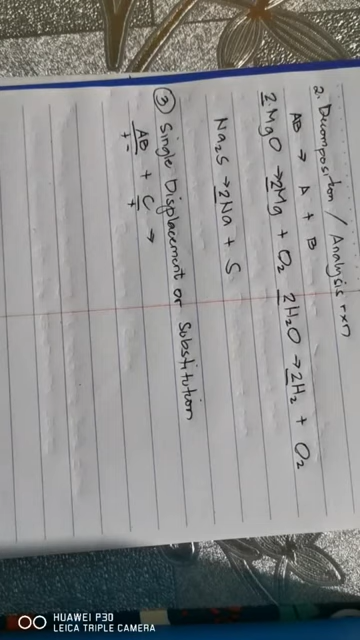 2. Decomposition / Analysis rxn
AB → A + B
2MgO → 2Mg + O₂ 2H₂O → 2H₂ + O₂
Na₂S → 2Na + S
③ Single Displacement or Substitution
AB + C →
+ - +
HUAWEI P30
LEICA TRIPLE CAMERA